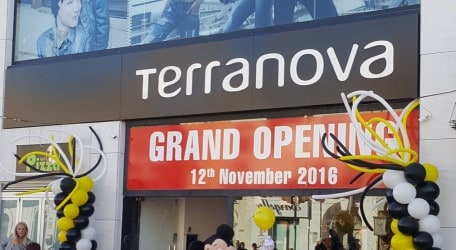 terranova
GRAND OPENING
12th November 2016